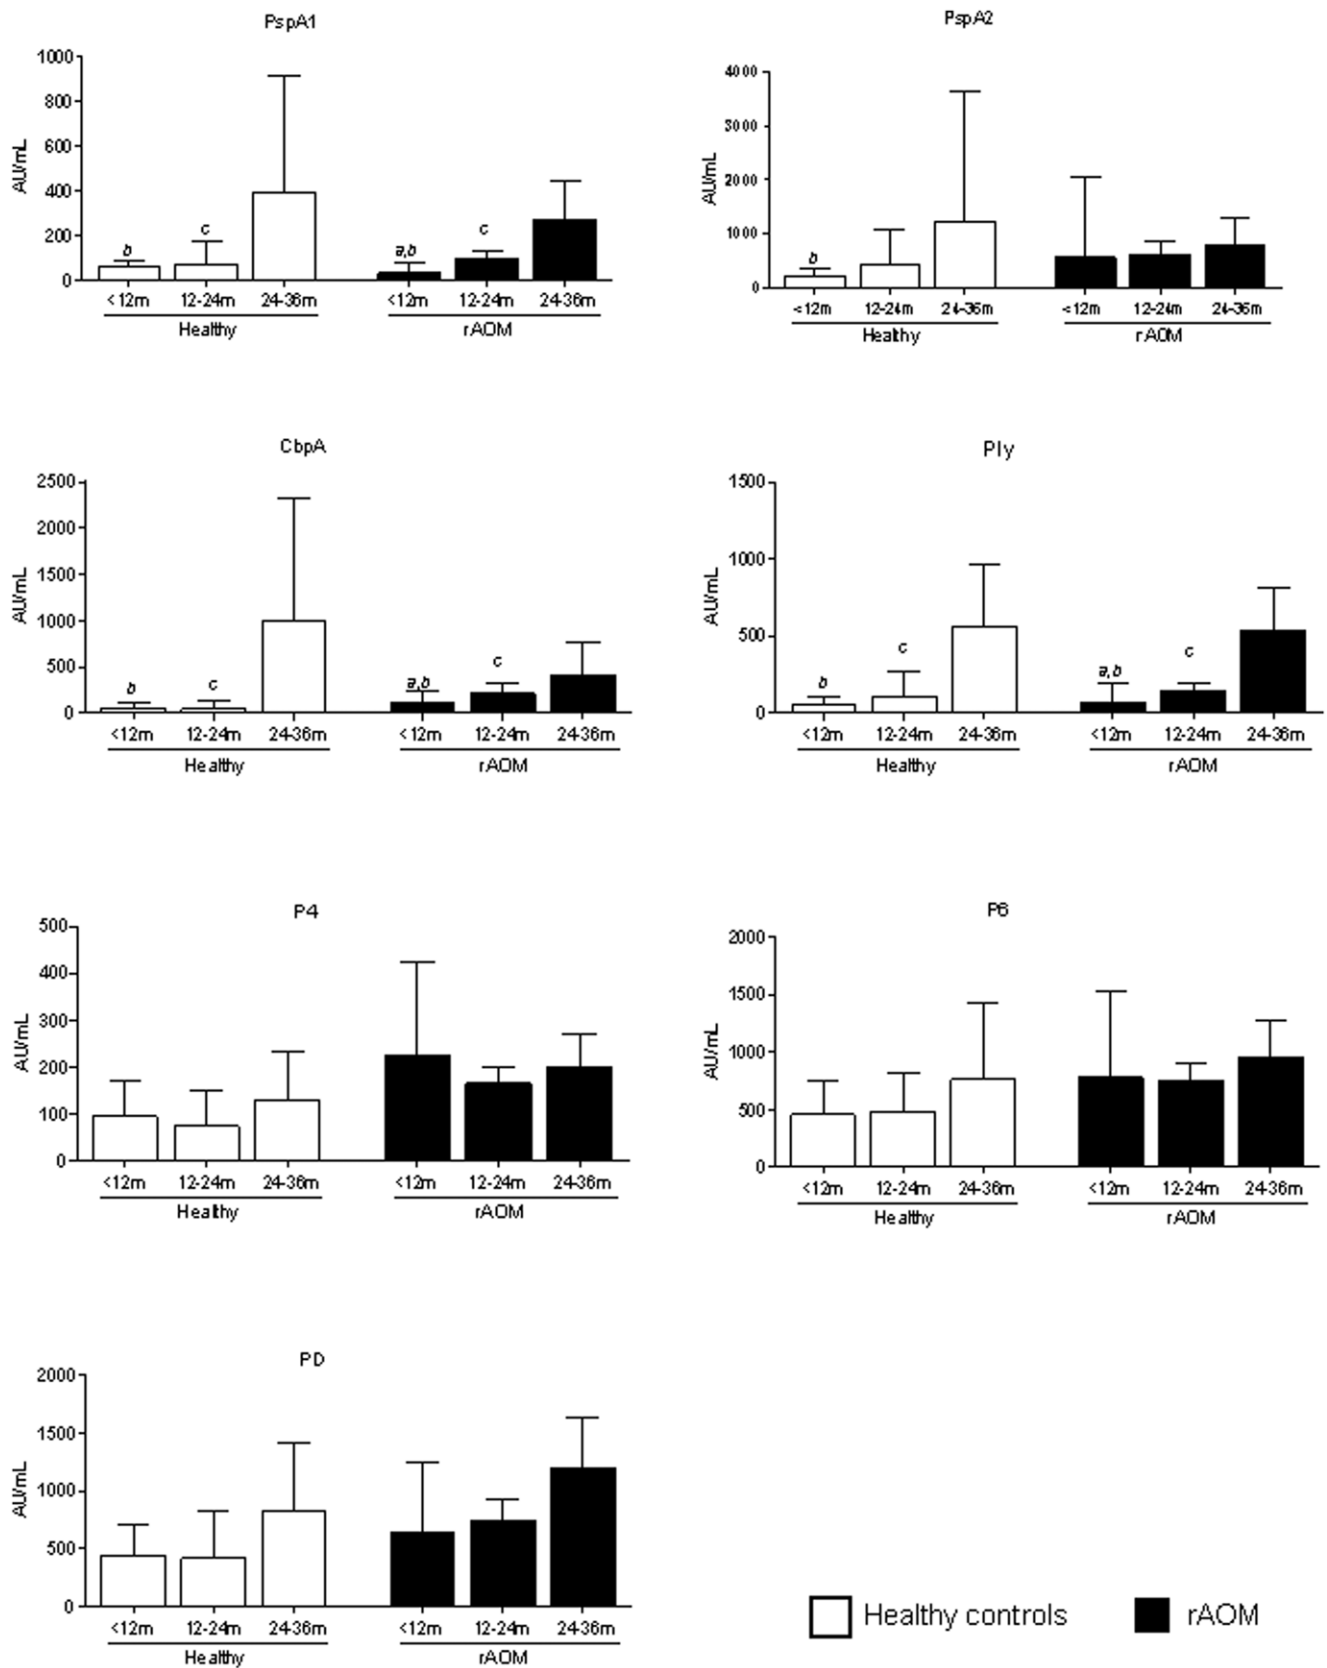 PspA1
1000
800
600
400
200
0
AU/mL
b
c
a,b
c
<12m 12-24m 24-36m <12m 12-24m 24-36m
Healthy rAOM
PspA2
4000
3000
2000
1000
0
AU/mL
b
<12m 12-24m 24-36m <12m 12-24m 24-36m
Healthy rAOM
CbpA
2500
2000
1500
1000
500
0
AU/mL
b
c
a,b
c
<12m 12-24m 24-36m <12m 12-24m 24-36m
Healthy rAOM
Ply
1500
1000
500
0
AU/mL
b
c
a,b
c
<12m 12-24m 24-36m <12m 12-24m 24-36m
Healthy rAOM
P4
500
400
300
200
100
0
AU/mL
<12m 12-24m 24-36m <12m 12-24m 24-36m
Healthy rAOM
P6
2000
1500
1000
500
0
AU/mL
<12m 12-24m 24-36m <12m 12-24m 24-36m
Healthy rAOM
PD
2000
1500
1000
500
0
AU/mL
<12m 12-24m 24-36m <12m 12-24m 24-36m
Healthy rAOM
Healthy controls rAOM